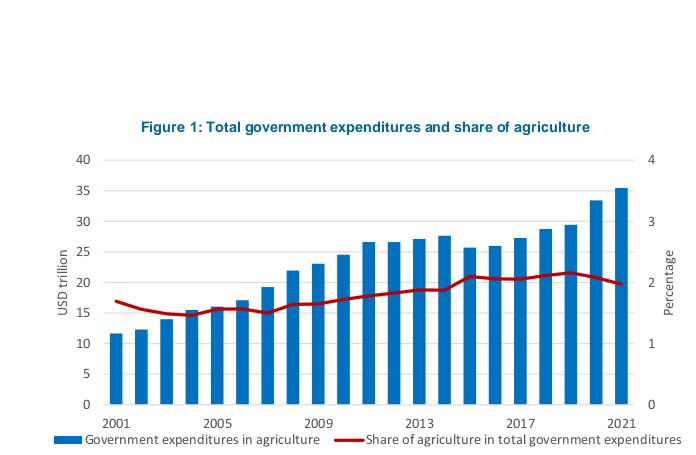 Figure 1: Total government expenditures and share of agriculture
40 4
35
30 3
25
20 2
15
10 1
5
0 0
USD trillion
Percentage
2001 2005 2009 2013 2017 2021
Government expenditures in agriculture Share of agriculture in total government expenditures